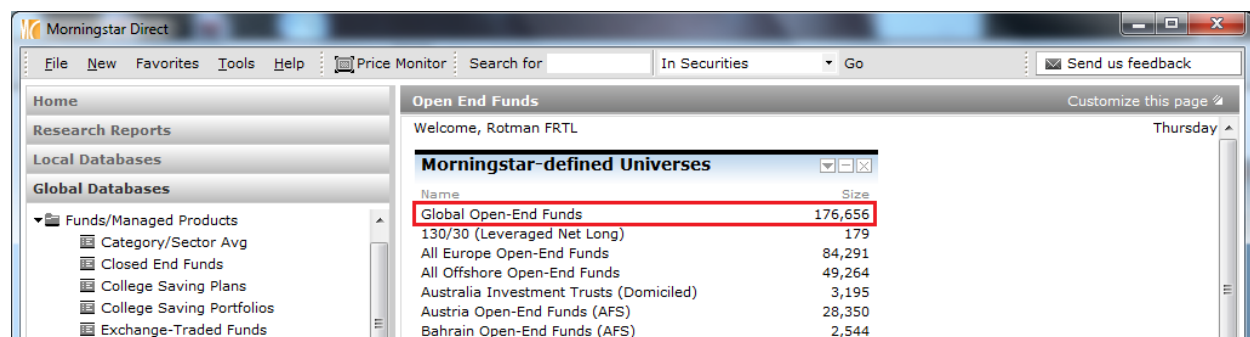 Morningstar Direct
File New Favorites Tools Help Price Monitor Search for In Securities Go Send us feedback
Home
Research Reports
Local Databases
Global Databases
Funds/Managed Products
Category/Sector Avg
Closed End Funds
College Saving Plans
College Saving Portfolios
Exchange-Traded Funds
Open End Funds Customize this page
Welcome, Rotman FRTL Thursday
Morningstar-defined Universes
Name Size
Global Open-End Funds 176,656
130/30 (Leveraged Net Long) 179
All Europe Open-End Funds 84,291
All Offshore Open-End Funds 49,264
Australia Investment Trusts (Domiciled) 3,195
Austria Open-End Funds (AFS) 28,350
Bahrain Open-End Funds (AFS) 2,544